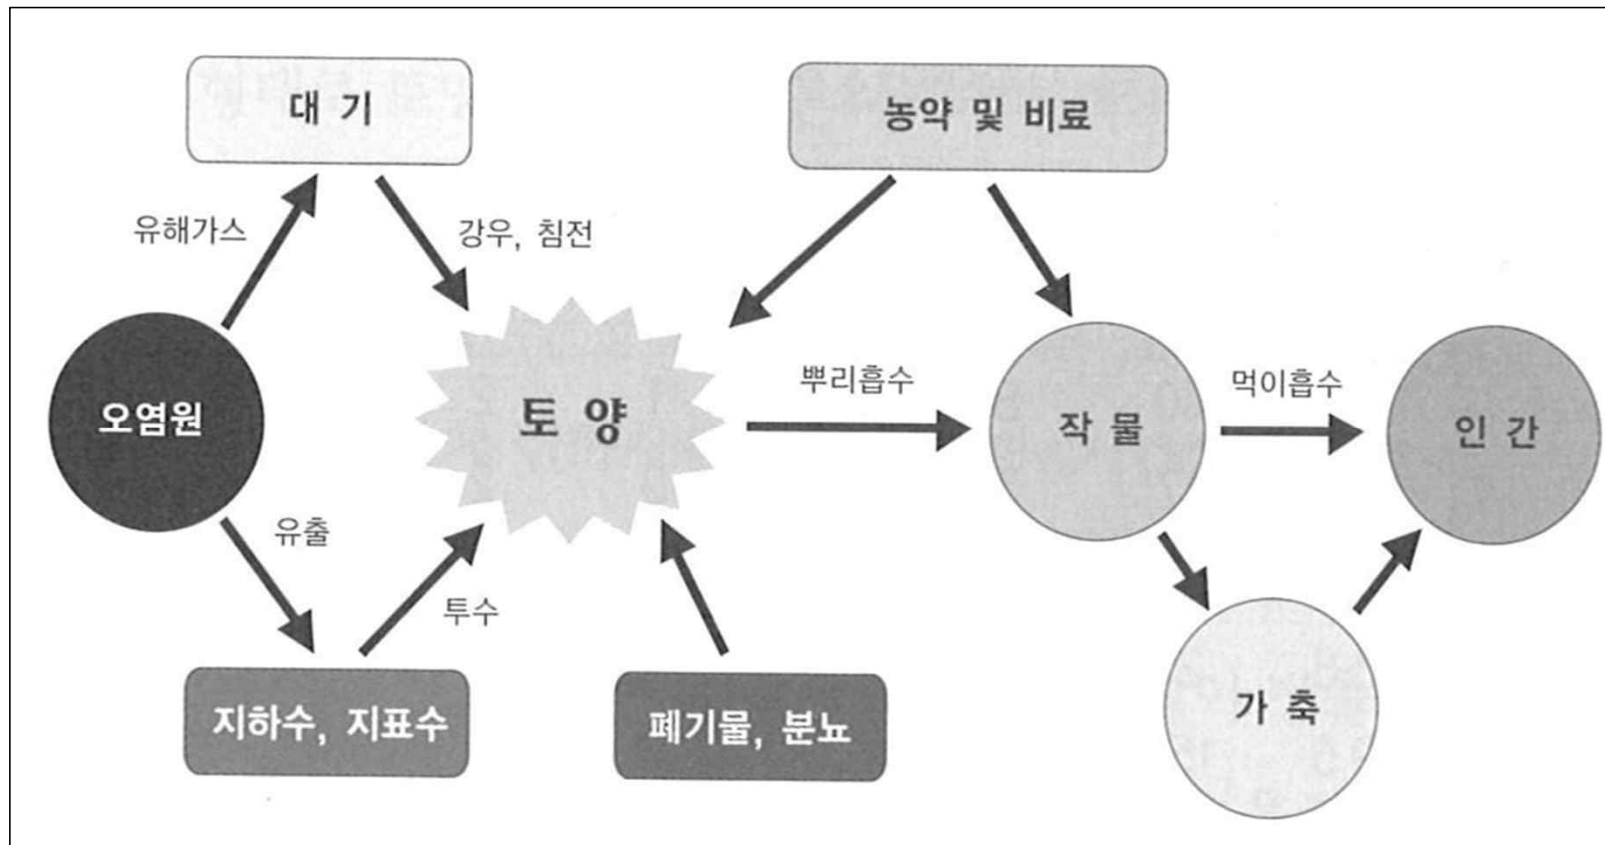 대 기
농약 및 비료
유해가스
강우, 침전
오염원
토 양
뿌리흡수
작 물
먹이흡수
인 간
유출
투수
지하수, 지표수
폐기물, 분뇨
가 축